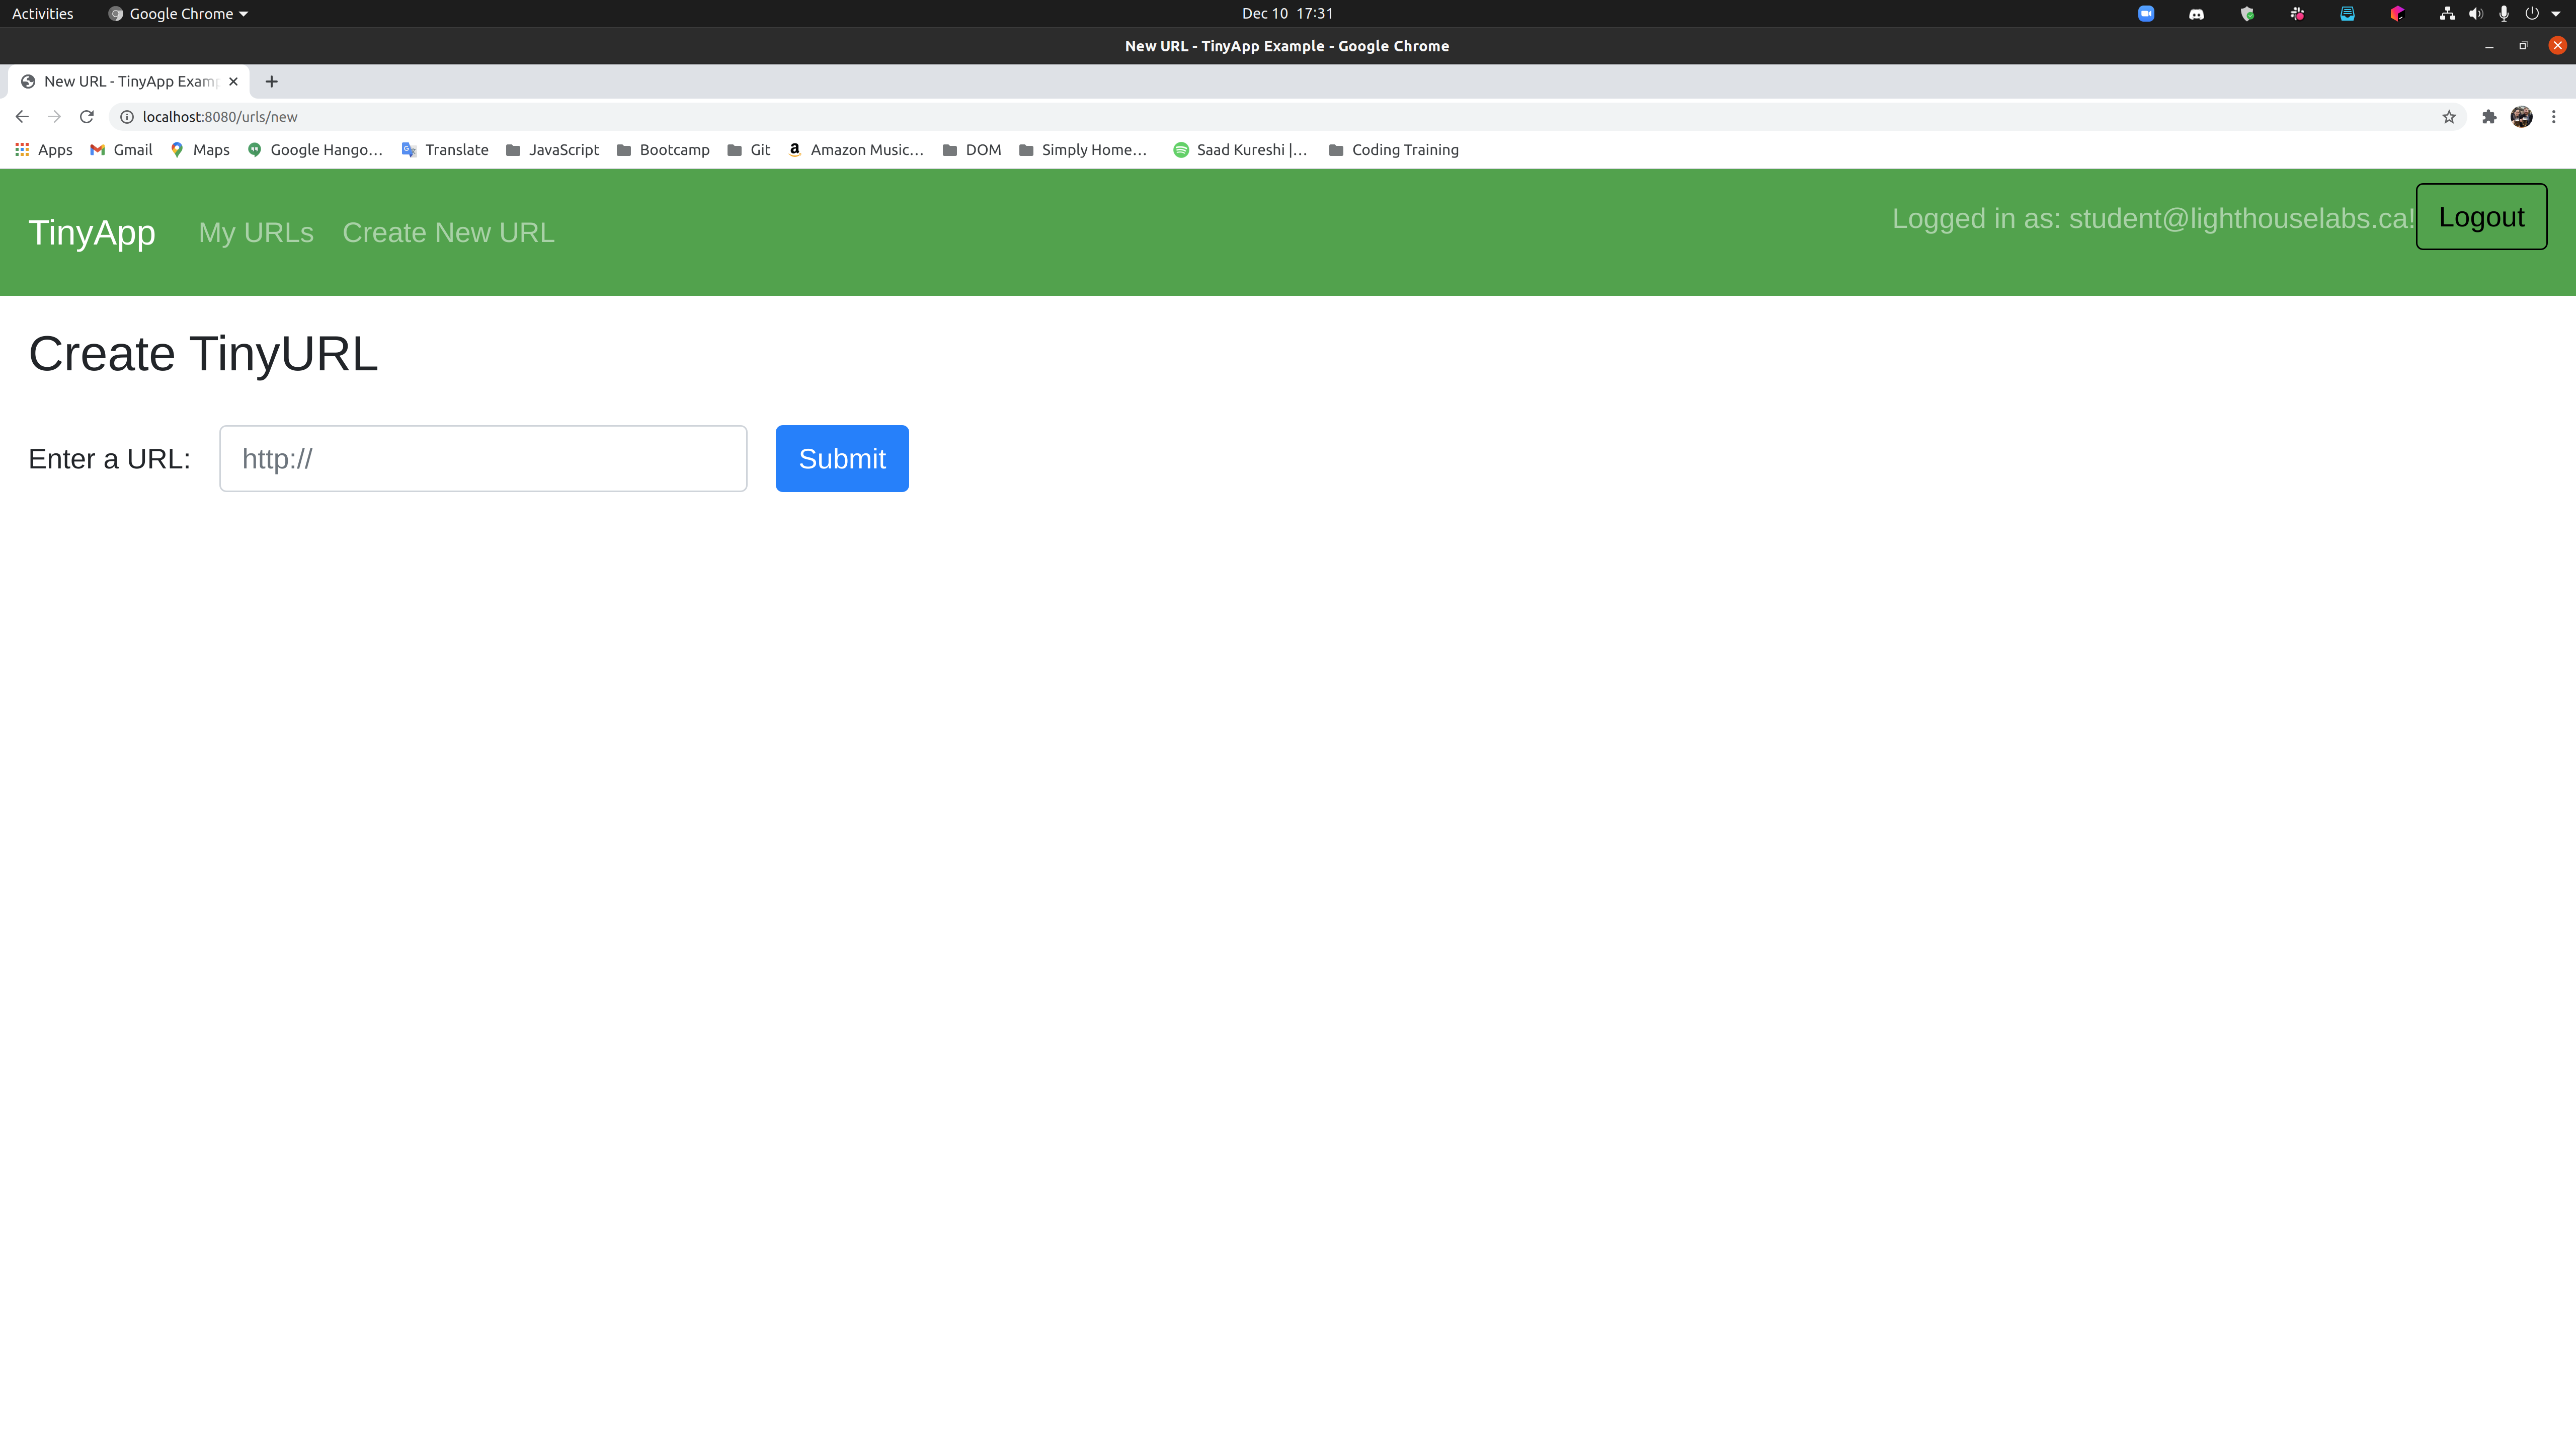 Activities Google Chrome Dec 10 17:31
New URL - TinyApp Example - Google Chrome
New URL - TinyApp Examp
localhost:8080/urls/new
Apps Gmail Maps Google Hango... Translate JavaScript Bootcamp Git Amazon Music... DOM Simply Home... Saad Kureshi |... Coding Training
TinyApp My URLs Create New URL Logged in as: student@lighthouselabs.ca! Logout
Create TinyURL
Enter a URL: http:// Submit